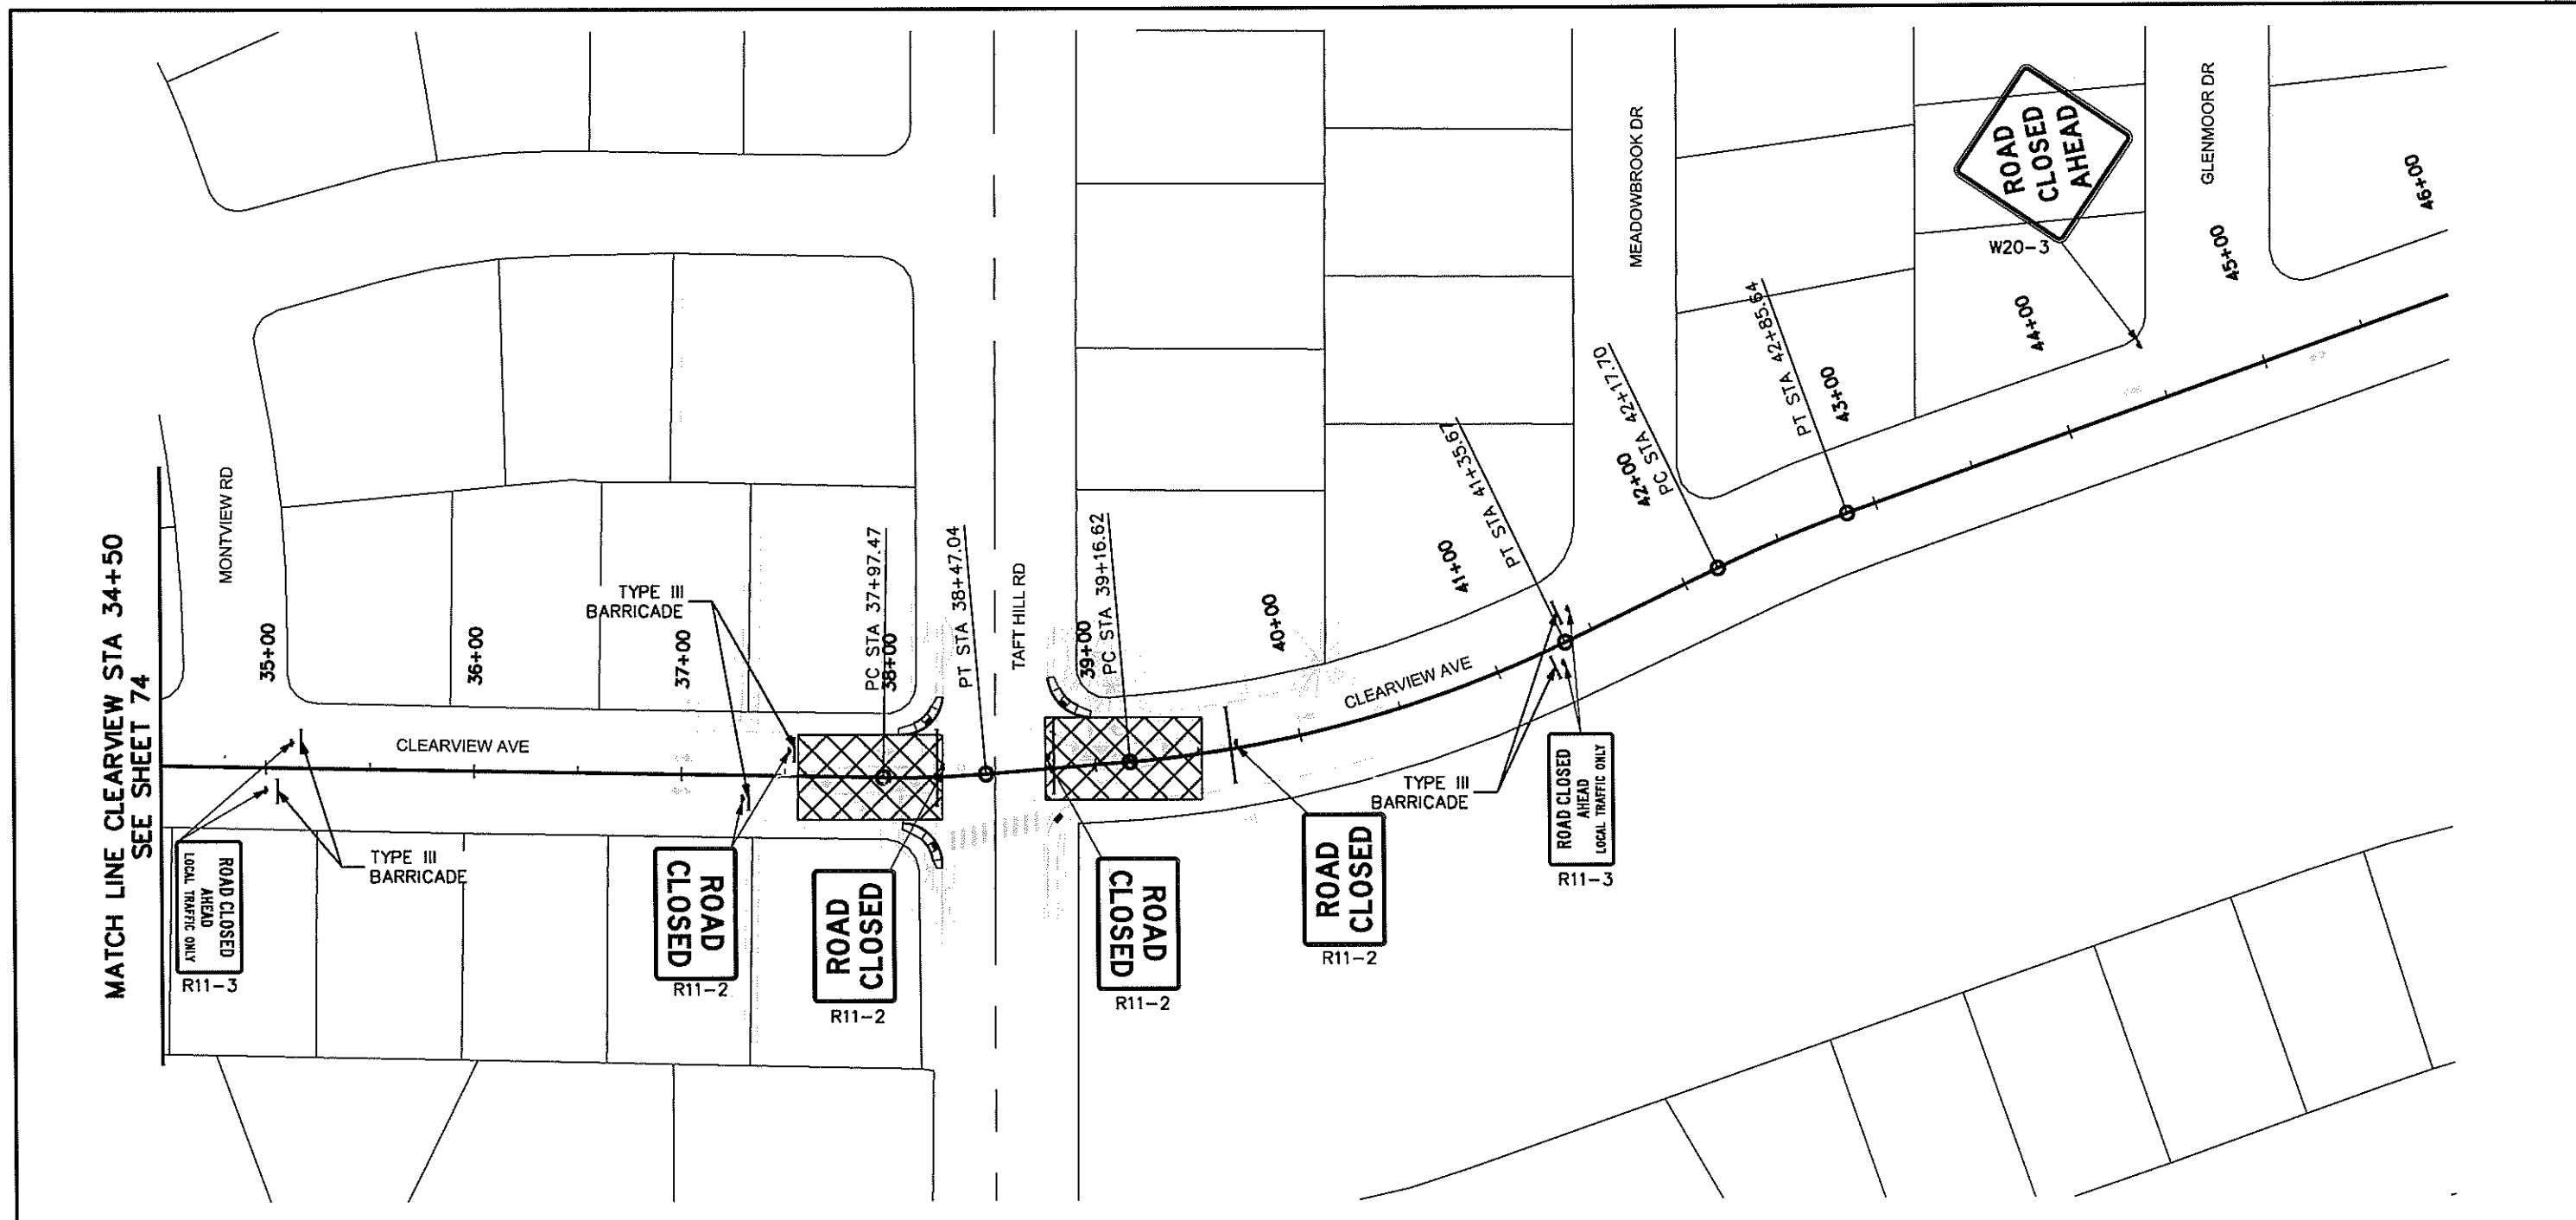 MATCH LINE CLEARVIEW STA 34+50
SEE SHEET 74
MONTVIEW RD
35+00
36+00
37+00
TYPE III
BARRICADE
PC STA 37+97.47
38+00
PT STA 38+47.04
TAFT HILL RD
39+00
PC STA 39+16.62
40+00
41+00
PT STA 41+35.67
42+00
PC STA 42+17.70
MEADOWBROOK DR
PT STA 42+85.64
43+00
44+00
ROAD
CLOSED
AHEAD
W20-3
GLENMOOR DR
45+00
46+00
CLEARVIEW AVE
CLEARVIEW AVE
TYPE III
BARRICADE
ROAD CLOSED
AHEAD
LOCAL TRAFFIC ONLY
R11-3
ROAD
CLOSED
R11-2
ROAD
CLOSED
R11-2
ROAD
CLOSED
R11-2
ROAD
CLOSED
R11-2
TYPE III
BARRICADE
ROAD CLOSED
AHEAD
LOCAL TRAFFIC ONLY
R11-3